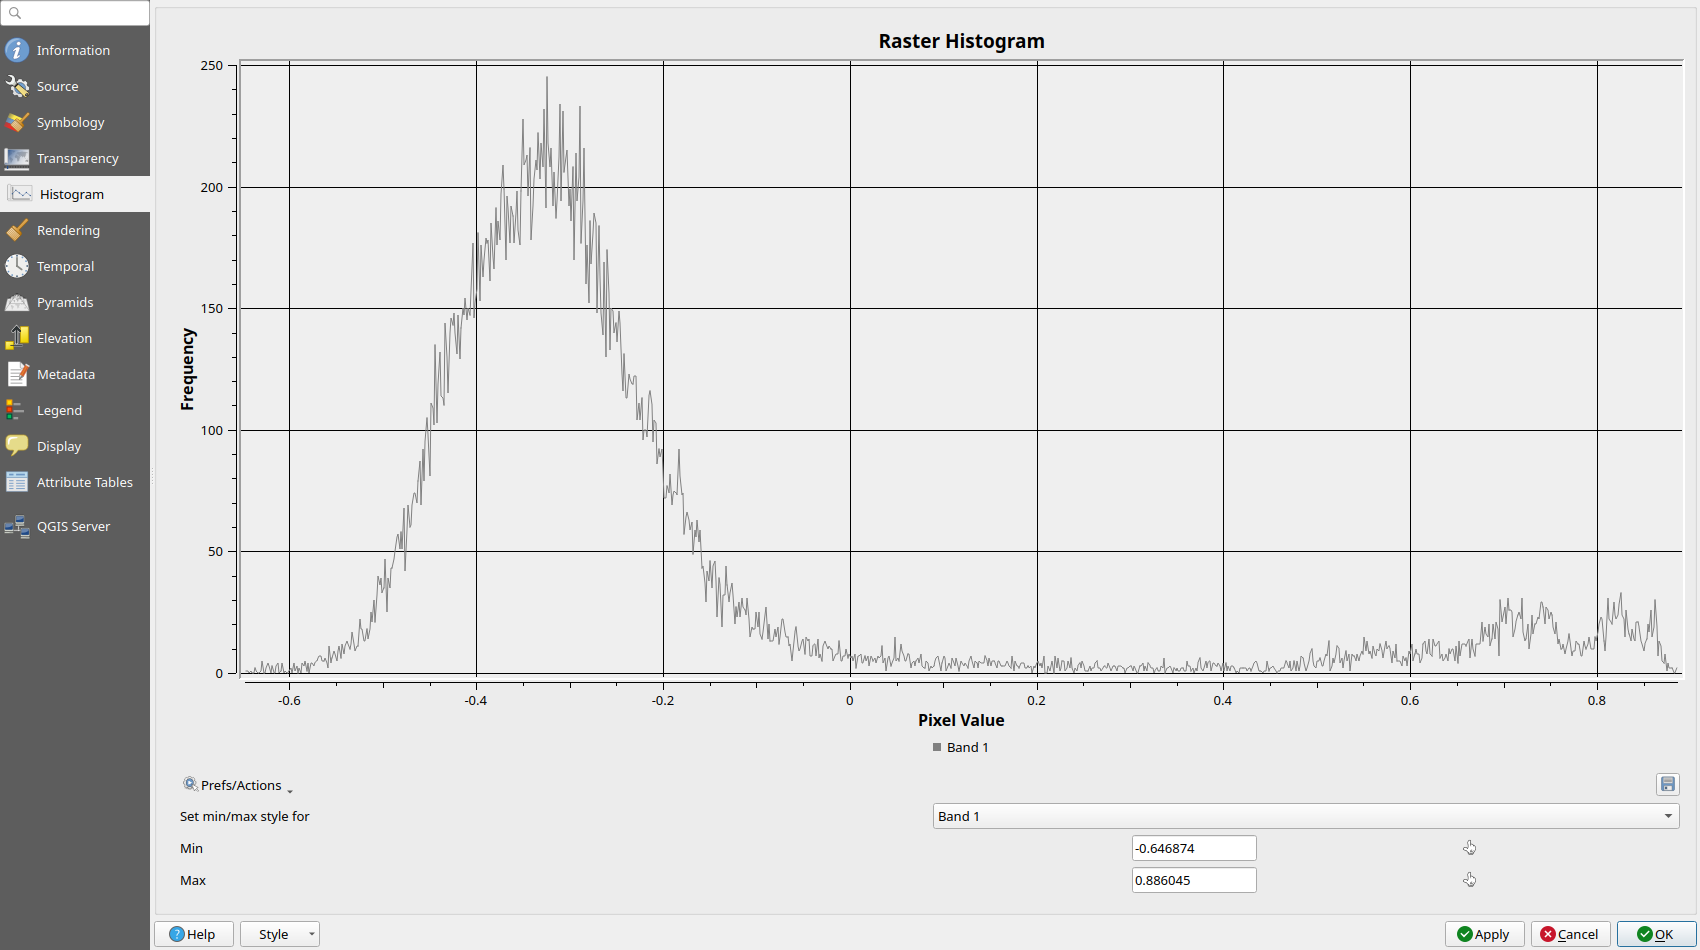 Information
Source
Symbology
Transparency
Histogram
Rendering
Temporal
Pyramids
Elevation
Metadata
Legend
Display
Attribute Tables
QGIS Server
Raster Histogram
Frequency
250
200
150
100
50
0
-0.6 -0.4 -0.2 0 0.2 0.4 0.6 0.8
Pixel Value
Band 1
Prefs/Actions
Set min/max style for Band 1
Min -0.646874
Max 0.886045
Help Style Apply Cancel OK